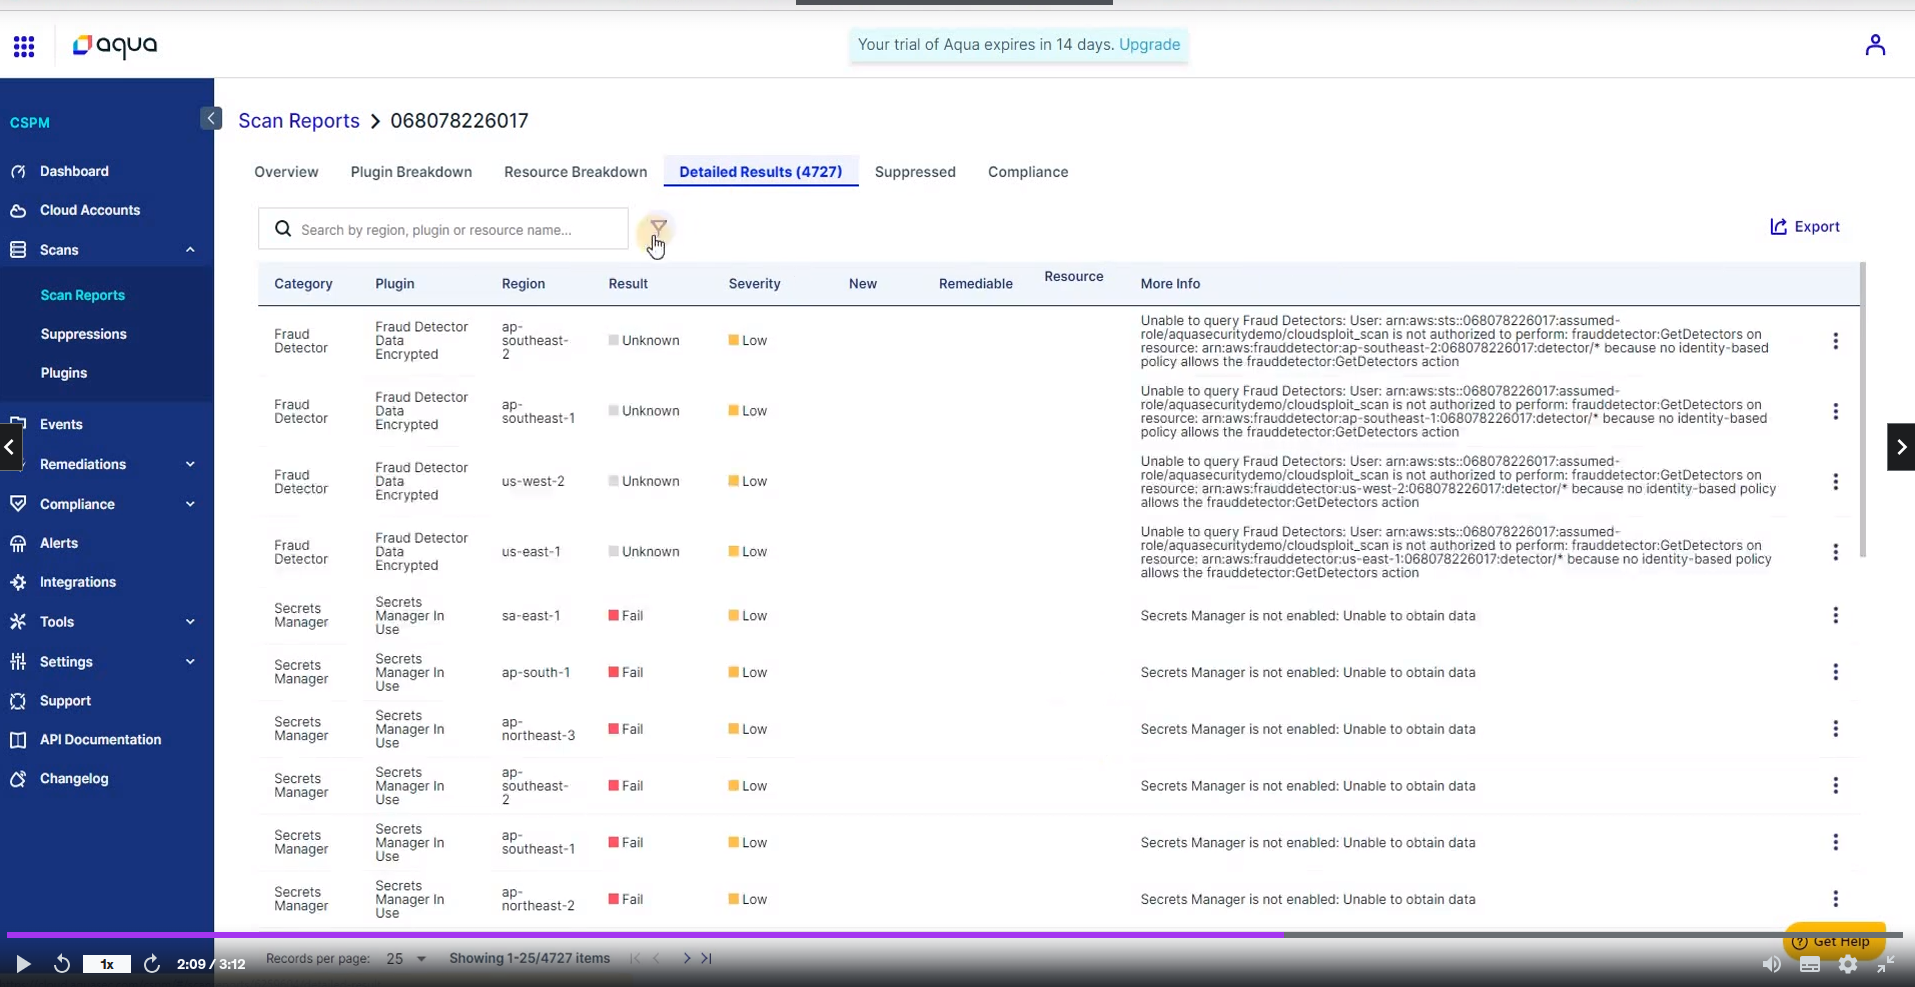 aqua
Your trial of Aqua expires in 14 days. Upgrade
CSPM
Dashboard
Cloud Accounts
Scans
Scan Reports
Suppressions
Plugins
Events
Remediations
Compliance
Alerts
Integrations
Tools
Settings
Support
API Documentation
Changelog
Scan Reports > 068078226017
Overview Plugin Breakdown Resource Breakdown Detailed Results (4727) Suppressed Compliance
Search by region, plugin or resource name...
Export
Category Plugin Region Result Severity New Remediable Resource More Info
Fraud
Detector
Fraud Detector
Data
Encrypted
ap-
southeast-
2
Unknown
Low
Unable to query Fraud Detectors: User: arn:aws:sts::068078226017:assumed-
role/aquasecuritydemo/cloudsploit_scan is not authorized to perform: frauddetector:GetDetectors on
resource: arn:aws:frauddetector:ap-southeast-2:068078226017:detector/* because no identity-based
policy allows the frauddetector:GetDetectors action
Fraud
Detector
Fraud Detector
Data
Encrypted
ap-
southeast-1
Unknown
Low
Unable to query Fraud Detectors: User: arn:aws:sts::068078226017:assumed-
role/aquasecuritydemo/cloudsploit_scan is not authorized to perform: frauddetector:GetDetectors on
resource: arn:aws:frauddetector:ap-southeast-1:068078226017:detector/* because no identity-based
policy allows the frauddetector:GetDetectors action
Fraud
Detector
Fraud Detector
Data
Encrypted
us-west-2
Unknown
Low
Unable to query Fraud Detectors: User: arn:aws:sts::068078226017:assumed-
role/aquasecuritydemo/cloudsploit_scan is not authorized to perform: frauddetector:GetDetectors on
resource: arn:aws:frauddetector:us-west-2:068078226017:detector/* because no identity-based policy
allows the frauddetector:GetDetectors action
Fraud
Detector
Fraud Detector
Data
Encrypted
us-east-1
Unknown
Low
Unable to query Fraud Detectors: User: arn:aws:sts::068078226017:assumed-
role/aquasecuritydemo/cloudsploit_scan is not authorized to perform: frauddetector:GetDetectors on
resource: arn:aws:frauddetector:us-east-1:068078226017:detector/* because no identity-based policy
allows the frauddetector:GetDetectors action
Secrets
Manager
Secrets
Manager In
Use
sa-east-1
Fail
Low
Secrets Manager is not enabled: Unable to obtain data
Secrets
Manager
Secrets
Manager In
Use
ap-south-1
Fail
Low
Secrets Manager is not enabled: Unable to obtain data
Secrets
Manager
Secrets
Manager In
Use
ap-
northeast-3
Fail
Low
Secrets Manager is not enabled: Unable to obtain data
Secrets
Manager
Secrets
Manager In
Use
ap-
southeast-
2
Fail
Low
Secrets Manager is not enabled: Unable to obtain data
Secrets
Manager
Secrets
Manager In
Use
ap-
southeast-1
Fail
Low
Secrets Manager is not enabled: Unable to obtain data
Secrets
Manager
Secrets
Manager In
Use
ap-
northeast-2
Fail
Low
Secrets Manager is not enabled: Unable to obtain data
Get Help
1x
2:09 / 3:12
Records per page: 25
Showing 1-25/4727 items